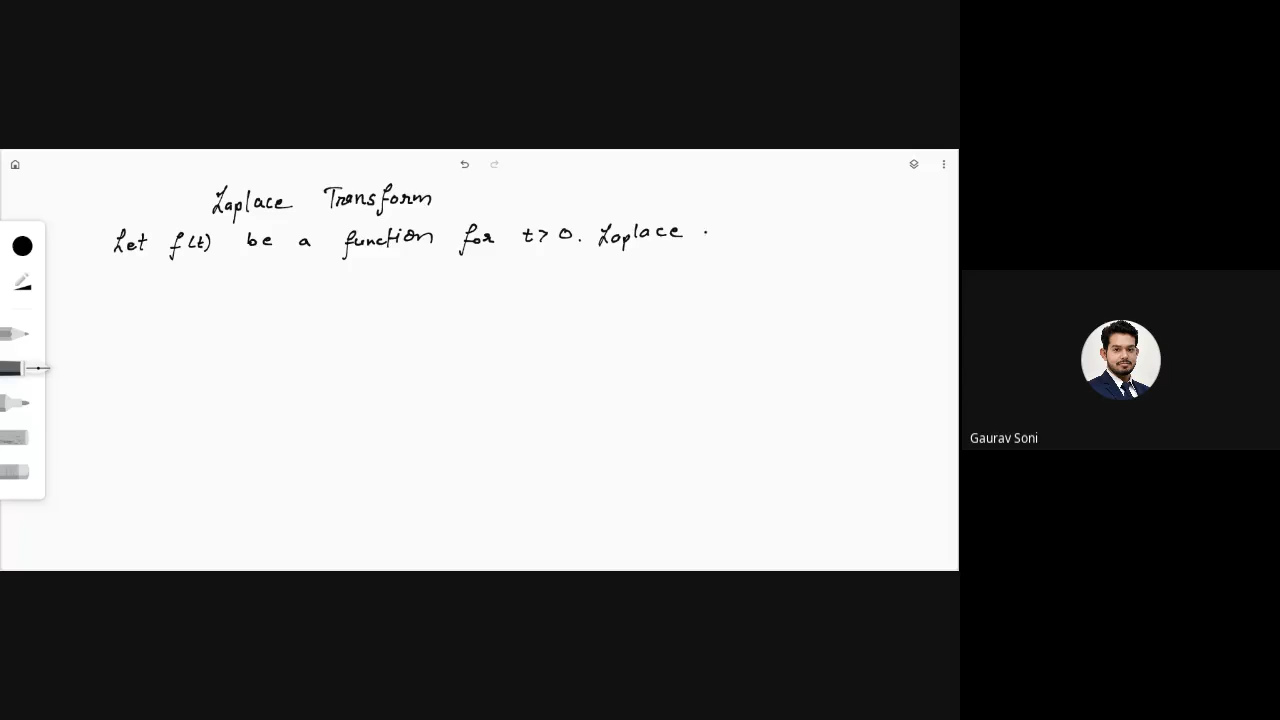 Laplace Transform
Let f(t) be a function for t> 0. Laplace
Gaurav Soni